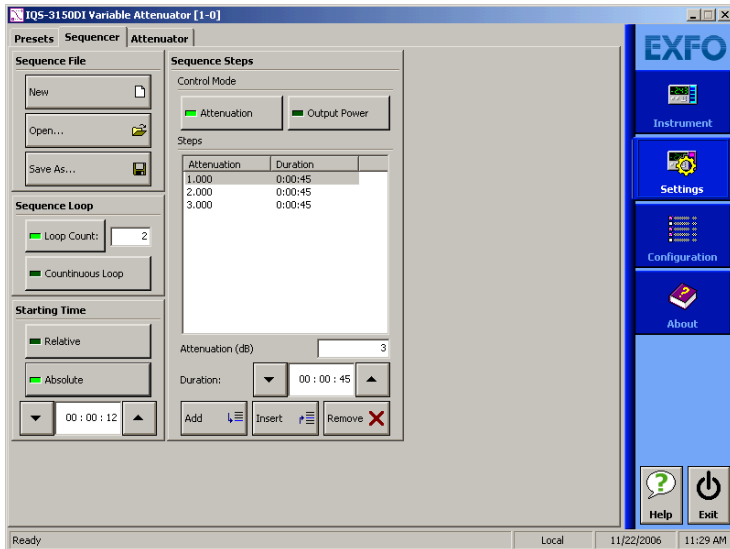 IQS-3150DI Variable Attenuator [1-0]
Presets Sequencer Attenuator
Sequence File
New
Open...
Save As...
Sequence Loop
Loop Count: 2
Countinuous Loop
Starting Time
Relative
Absolute
00 : 00 : 12
Sequence Steps
Control Mode
Attenuation Output Power
Steps
Attenuation Duration
1.000 0:00:45
2.000 0:00:45
3.000 0:00:45
Attenuation (dB) 3
Duration: 00 : 00 : 45
Add Insert Remove
EXFO
Instrument
Settings
Configuration
About
Help Exit
Ready Local 11/22/2006 11:29 AM